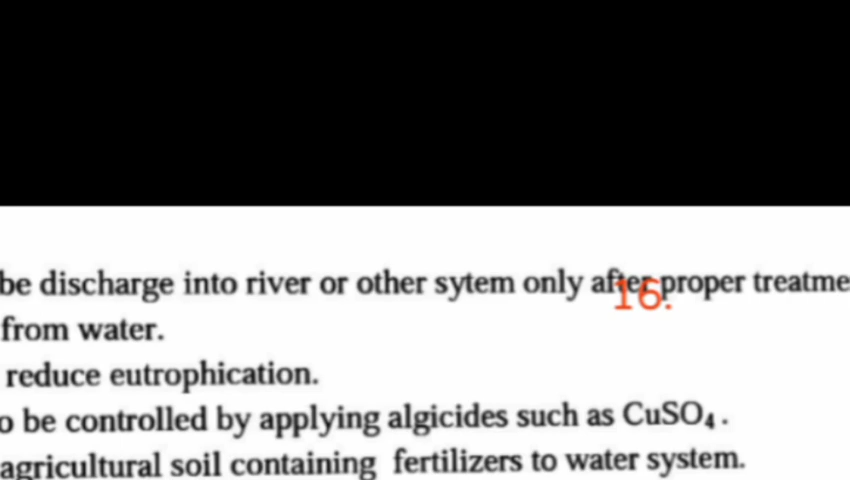 be discharge into river or other sytem only after proper treatme
16.
from water.
reduce eutrophication.
o be controlled by applying algicides such as CuSO₄ .
agricultural soil containing fertilizers to water system.